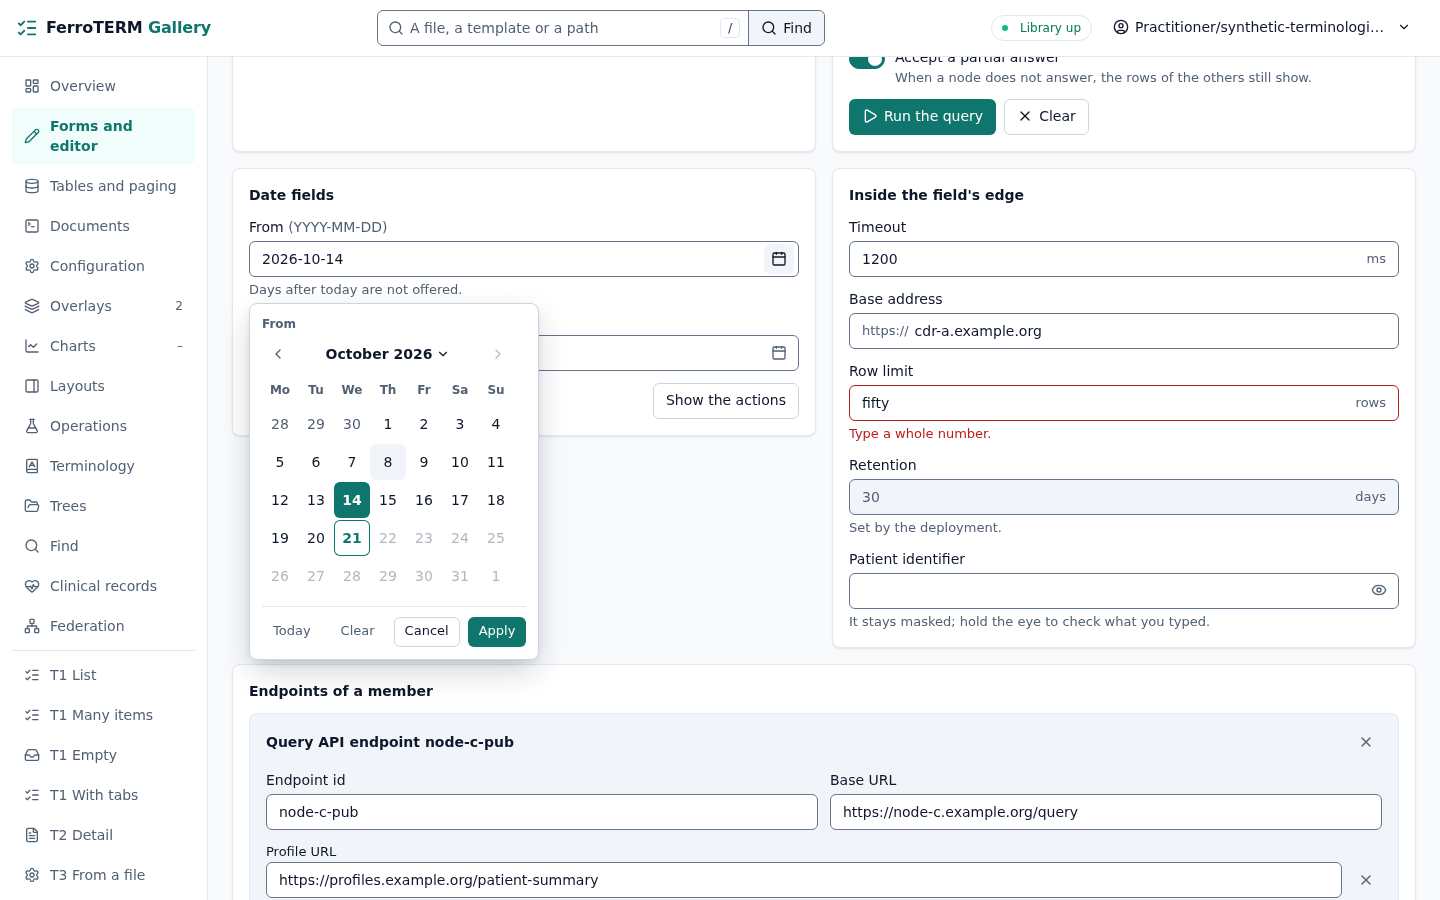 FerroTERM Gallery
A file, a template or a path
/
Find
Library up
Practitioner/synthetic-terminologi...
Overview
Forms and
editor
Tables and paging
Documents
Configuration
Overlays 2
Charts –
Layouts
Operations
Terminology
Trees
Find
Clinical records
Federation
T1 List
T1 Many items
T1 Empty
T1 With tabs
T2 Detail
T3 From a file
Accept a partial answer
When a node does not answer, the rows of the others still show.
Run the query
Clear
Date fields
From (YYYY-MM-DD)
2026-10-14
Days after today are not offered.
Show the actions
From
October 2026
Mo Tu We Th Fr Sa Su
28 29 30 1 2 3 4
5 6 7 8 9 10 11
12 13 14 15 16 17 18
19 20 21 22 23 24 25
26 27 28 29 30 31 1
Today Clear Cancel Apply
Inside the field's edge
Timeout
1200 ms
Base address
https:// cdr-a.example.org
Row limit
fifty rows
Type a whole number.
Retention
30 days
Set by the deployment.
Patient identifier
It stays masked; hold the eye to check what you typed.
Endpoints of a member
Query API endpoint node-c-pub
Endpoint id
node-c-pub
Base URL
https://node-c.example.org/query
Profile URL
https://profiles.example.org/patient-summary